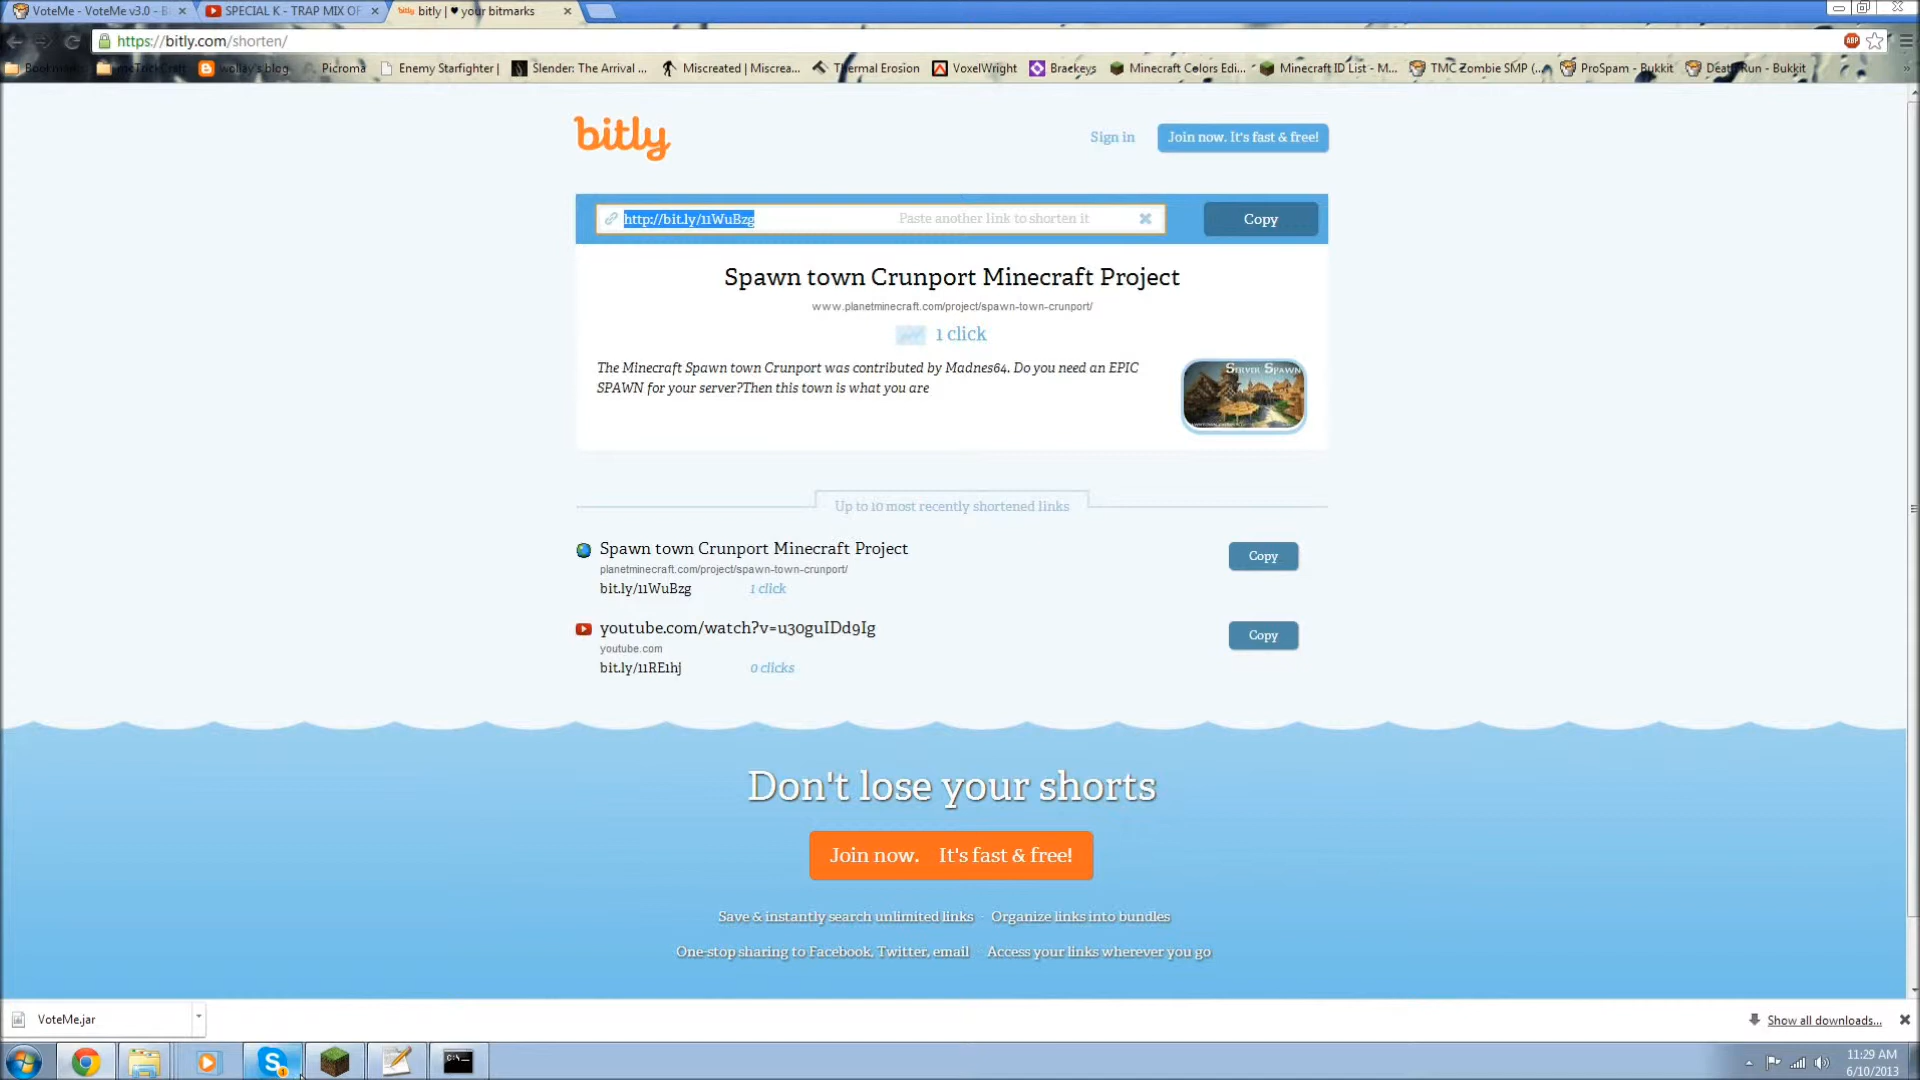 VoteMe - VoteMe v3.0 - B
SPECIAL K - TRAP MIX OF
bitly | ♥ your bitmarks
https://bitly.com/shorten/
wollay's blog
Picroma
Enemy Starfighter |
Slender: The Arrival ...
Miscreated | Miscrea...
Thermal Erosion
VoxelWright
Braekeys
Minecraft Colors Edi...
Minecraft ID List - M...
TMC Zombie SMP (...
ProSpam - Bukkit
DeathRun - Bukkit
bitly
Sign in
Join now. It's fast & free!
http://bit.ly/11WuBzg
Paste another link to shorten it
Copy
Spawn town Crunport Minecraft Project
www.planetminecraft.com/project/spawn-town-crunport/
1 click
The Minecraft Spawn town Crunport was contributed by Madnes64. Do you need an EPIC
SPAWN for your server?Then this town is what you are
Server Spawn
Up to 10 most recently shortened links
Spawn town Crunport Minecraft Project
Copy
planetminecraft.com/project/spawn-town-crunport/
bit.ly/11WuBzg 1 click
youtube.com/watch?v=u30guIDd9Ig
Copy
youtube.com
bit.ly/11RE1hj 0 clicks
Don't lose your shorts
Join now. It's fast & free!
Save & instantly search unlimited links · Organize links into bundles
One-stop sharing to Facebook, Twitter, email · Access your links wherever you go
VoteMe.jar
Show all downloads...
11:29 AM
6/10/2013